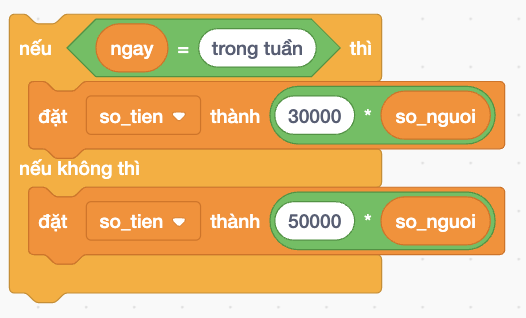 nếu ngay = trong tuần thì
đặt so_tien thành 30000 * so_nguoi
nếu không thì
đặt so_tien thành 50000 * so_nguoi